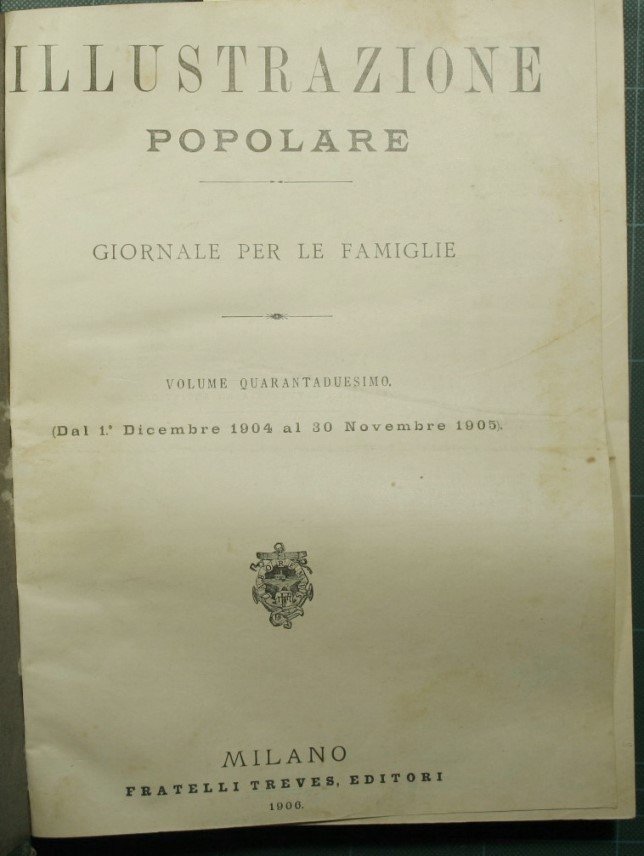 ILLUSTRAZIONE
POPOLARE
GIORNALE PER LE FAMIGLIE
VOLUME QUARANTADUESIMO.
(Dal 1.° Dicembre 1904 al 30 Novembre 1905).
MILANO
FRATELLI TREVES, EDITORI
1906.